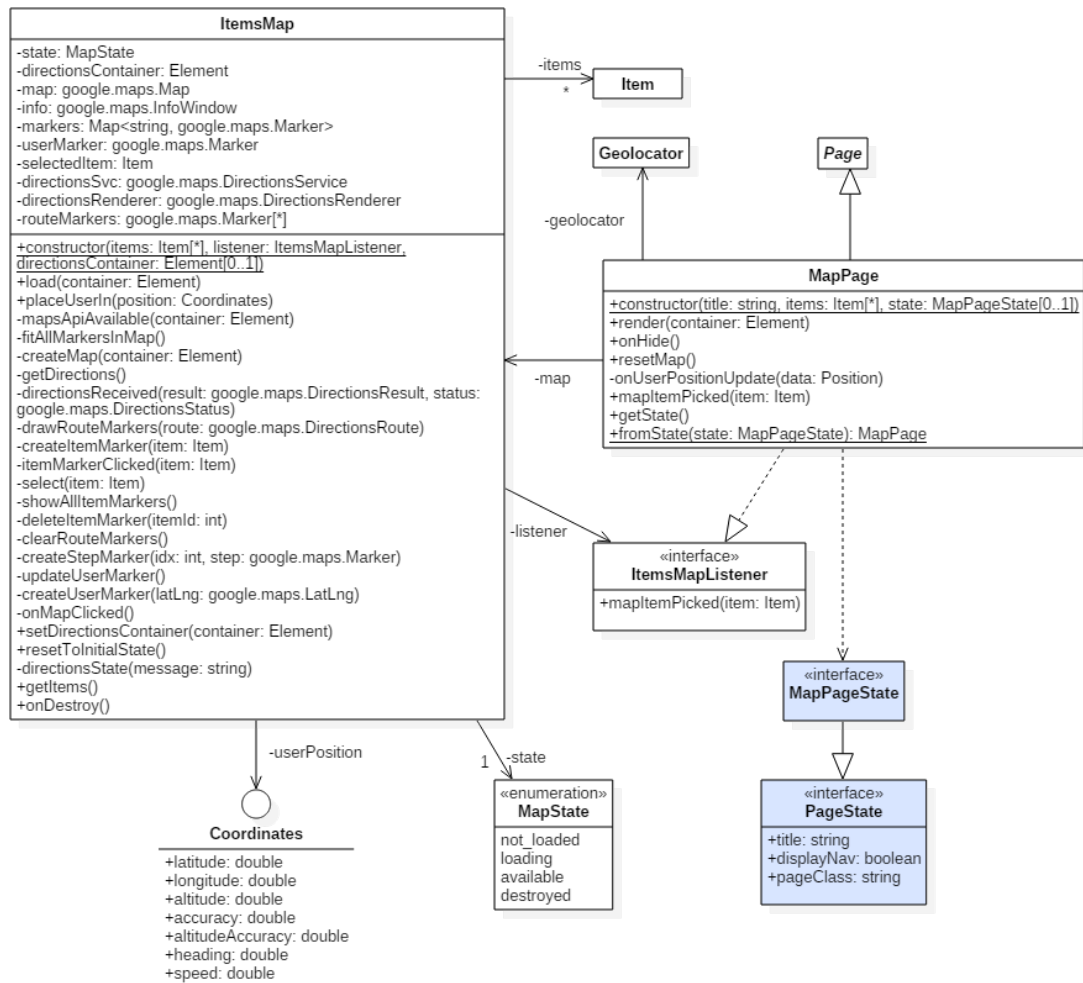 ItemsMap
-state: MapState
-directionsContainer: Element
-map: google.maps.Map
-info: google.maps.InfoWindow
-markers: Map<string, google.maps.Marker>
-userMarker: google.maps.Marker
-selectedItem: Item
-directionsSvc: google.maps.DirectionsService
-directionsRenderer: google.maps.DirectionsRenderer
-routeMarkers: google.maps.Marker[*]
+constructor(items: Item[*], listener: ItemsMapListener,
directionsContainer: Element[0..1])
+load(container: Element)
+placeUserIn(position: Coordinates)
-mapsApiAvailable(container: Element)
-fitAllMarkersInMap()
-createMap(container: Element)
-getDirections()
-directionsReceived(result: google.maps.DirectionsResult, status:
google.maps.DirectionsStatus)
-drawRouteMarkers(route: google.maps.DirectionsRoute)
-createItemMarker(item: Item)
-itemMarkerClicked(item: Item)
-select(item: Item)
-showAllItemMarkers()
-deleteItemMarker(itemId: int)
-clearRouteMarkers()
-createStepMarker(idx: int, step: google.maps.Marker)
-updateUserMarker()
-createUserMarker(latLng: google.maps.LatLng)
-onMapClicked()
+setDirectionsContainer(container: Element)
+resetToInitialState()
-directionsState(message: string)
+getItems()
+onDestroy()
-items
*
Item
Geolocator
Page
-geolocator
MapPage
+constructor(title: string, items: Item[*], state: MapPageState[0..1])
+render(container: Element)
+onHide()
+resetMap()
-onUserPositionUpdate(data: Position)
+mapItemPicked(item: Item)
+getState()
+fromState(state: MapPageState): MapPage
-map
-listener
«interface»
ItemsMapListener
+mapItemPicked(item: Item)
«interface»
MapPageState
«interface»
PageState
+title: string
+displayNav: boolean
+pageClass: string
-userPosition
1
-state
«enumeration»
MapState
not_loaded
loading
available
destroyed
Coordinates
+latitude: double
+longitude: double
+altitude: double
+accuracy: double
+altitudeAccuracy: double
+heading: double
+speed: double